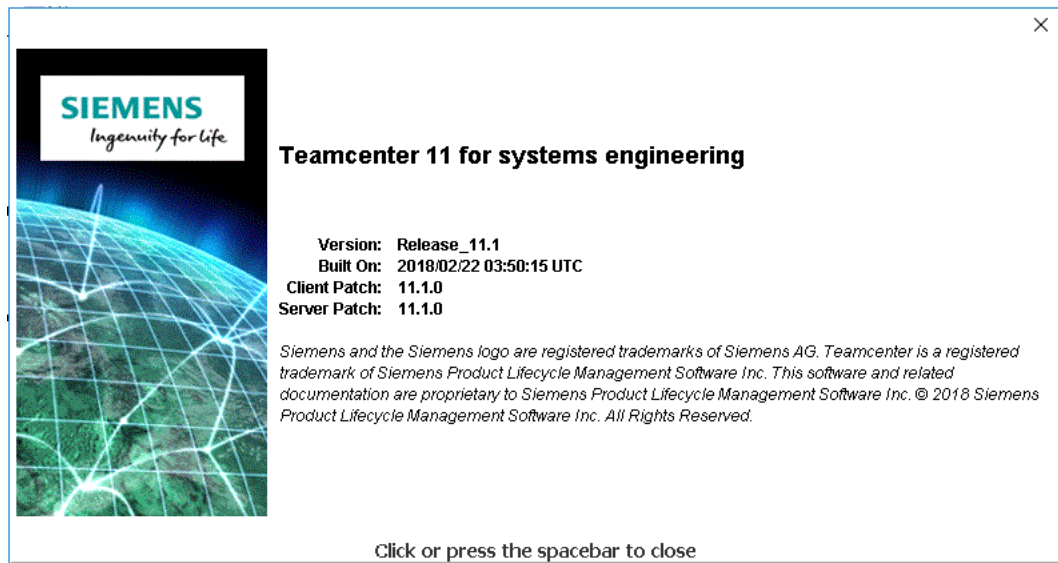 SIEMENS
Ingenuity for life
Teamcenter 11 for systems engineering
Version: Release_11.1
Built On: 2018/02/22 03:50:15 UTC
Client Patch: 11.1.0
Server Patch: 11.1.0
Siemens and the Siemens logo are registered trademarks of Siemens AG. Teamcenter is a registered
trademark of Siemens Product Lifecycle Management Software Inc. This software and related
documentation are proprietary to Siemens Product Lifecycle Management Software Inc. © 2018 Siemens
Product Lifecycle Management Software Inc. All Rights Reserved.
Click or press the spacebar to close